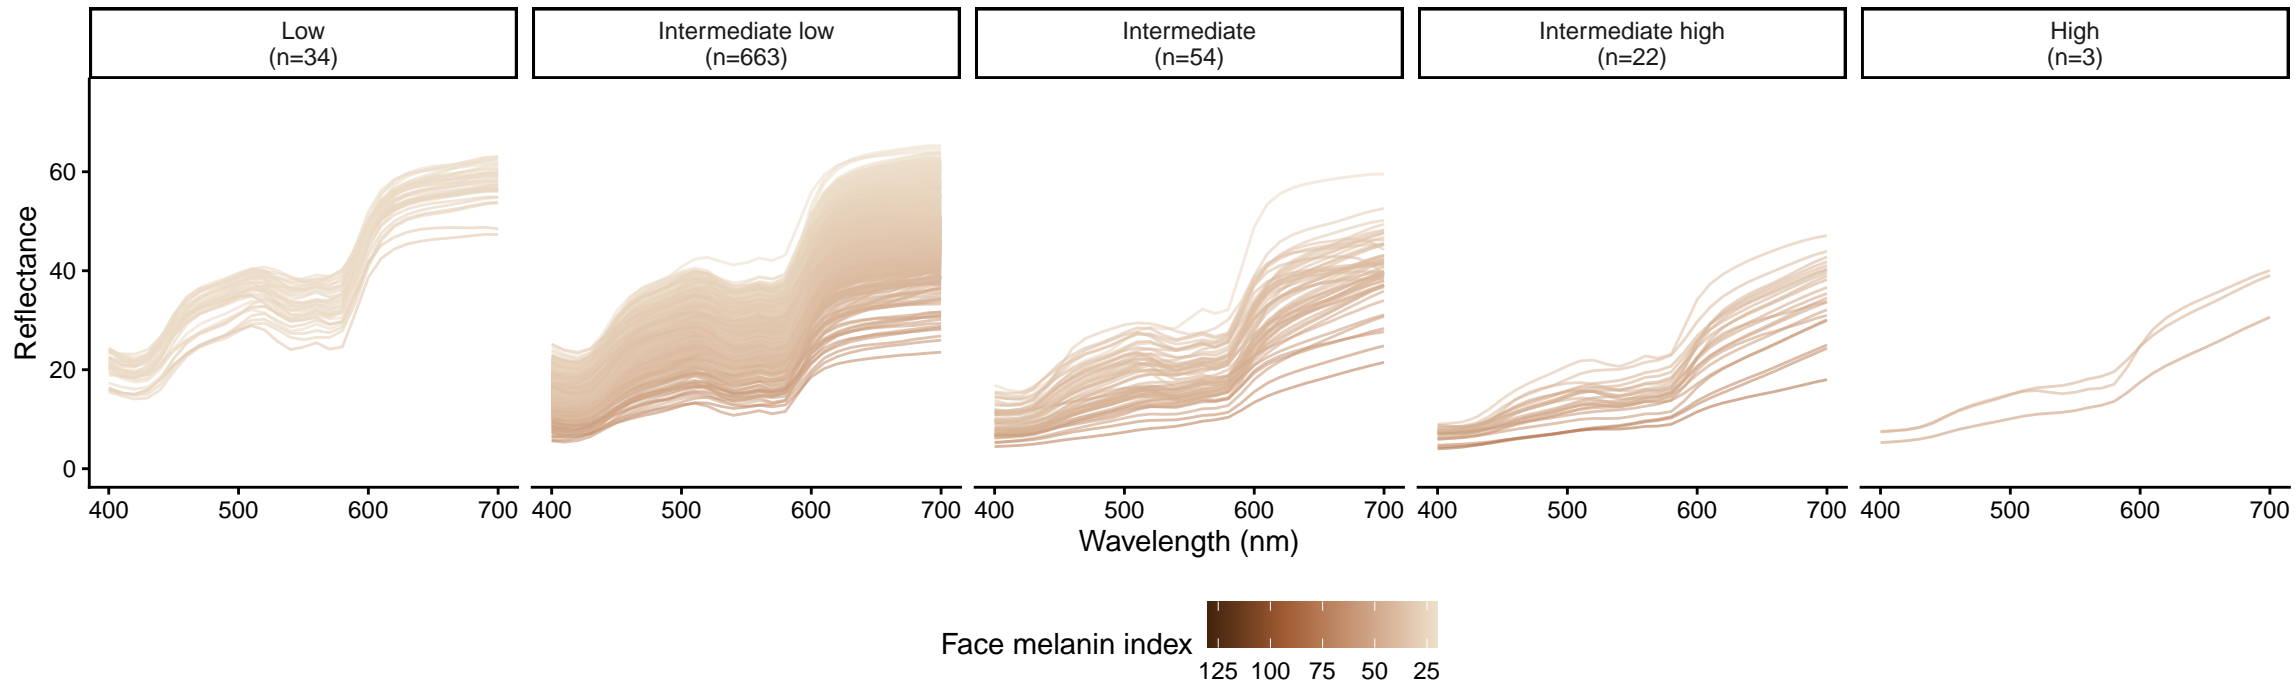 Low
(n=34)
Intermediate low
(n=663)
Intermediate
(n=54)
Intermediate high
(n=22)
High
(n=3)
Reflectance
60
40
20
0
400 500 600 700
400 500 600 700
400 500 600 700
400 500 600 700
400 500 600 700
Wavelength (nm)
Face melanin index
125 100 75 50 25